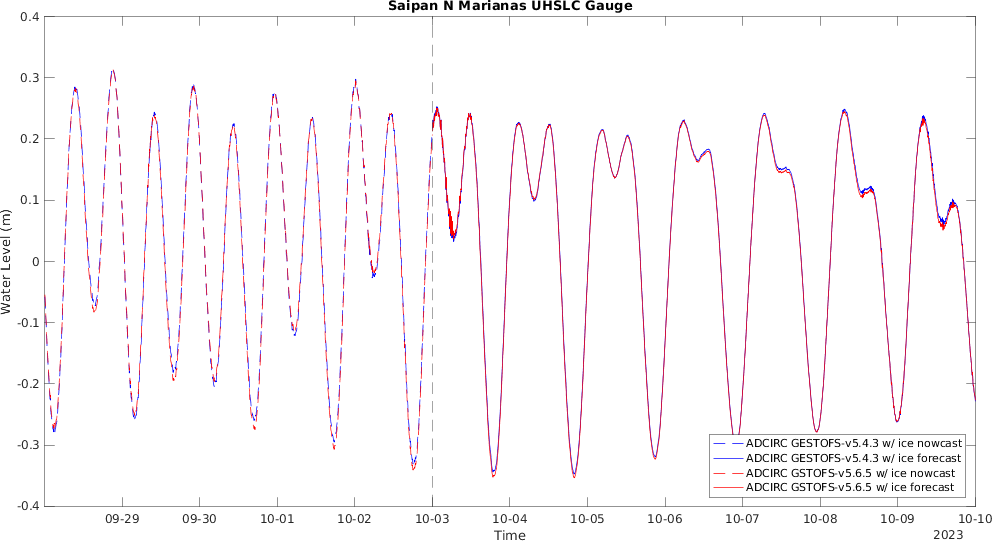 Saipan N Marianas UHSLC Gauge
0.4
0.3
0.2
0.1
0
-0.1
-0.2
-0.3
-0.4
Water Level (m)
ADCIRC GESTOFS-v5.4.3 w/ ice nowcast
ADCIRC GESTOFS-v5.4.3 w/ ice forecast
ADCIRC GSTOFS-v5.6.5 w/ ice nowcast
ADCIRC GSTOFS-v5.6.5 w/ ice forecast
09-29 09-30 10-01 10-02 10-03 10-04 10-05 10-06 10-07 10-08 10-09 10-10
Time
2023